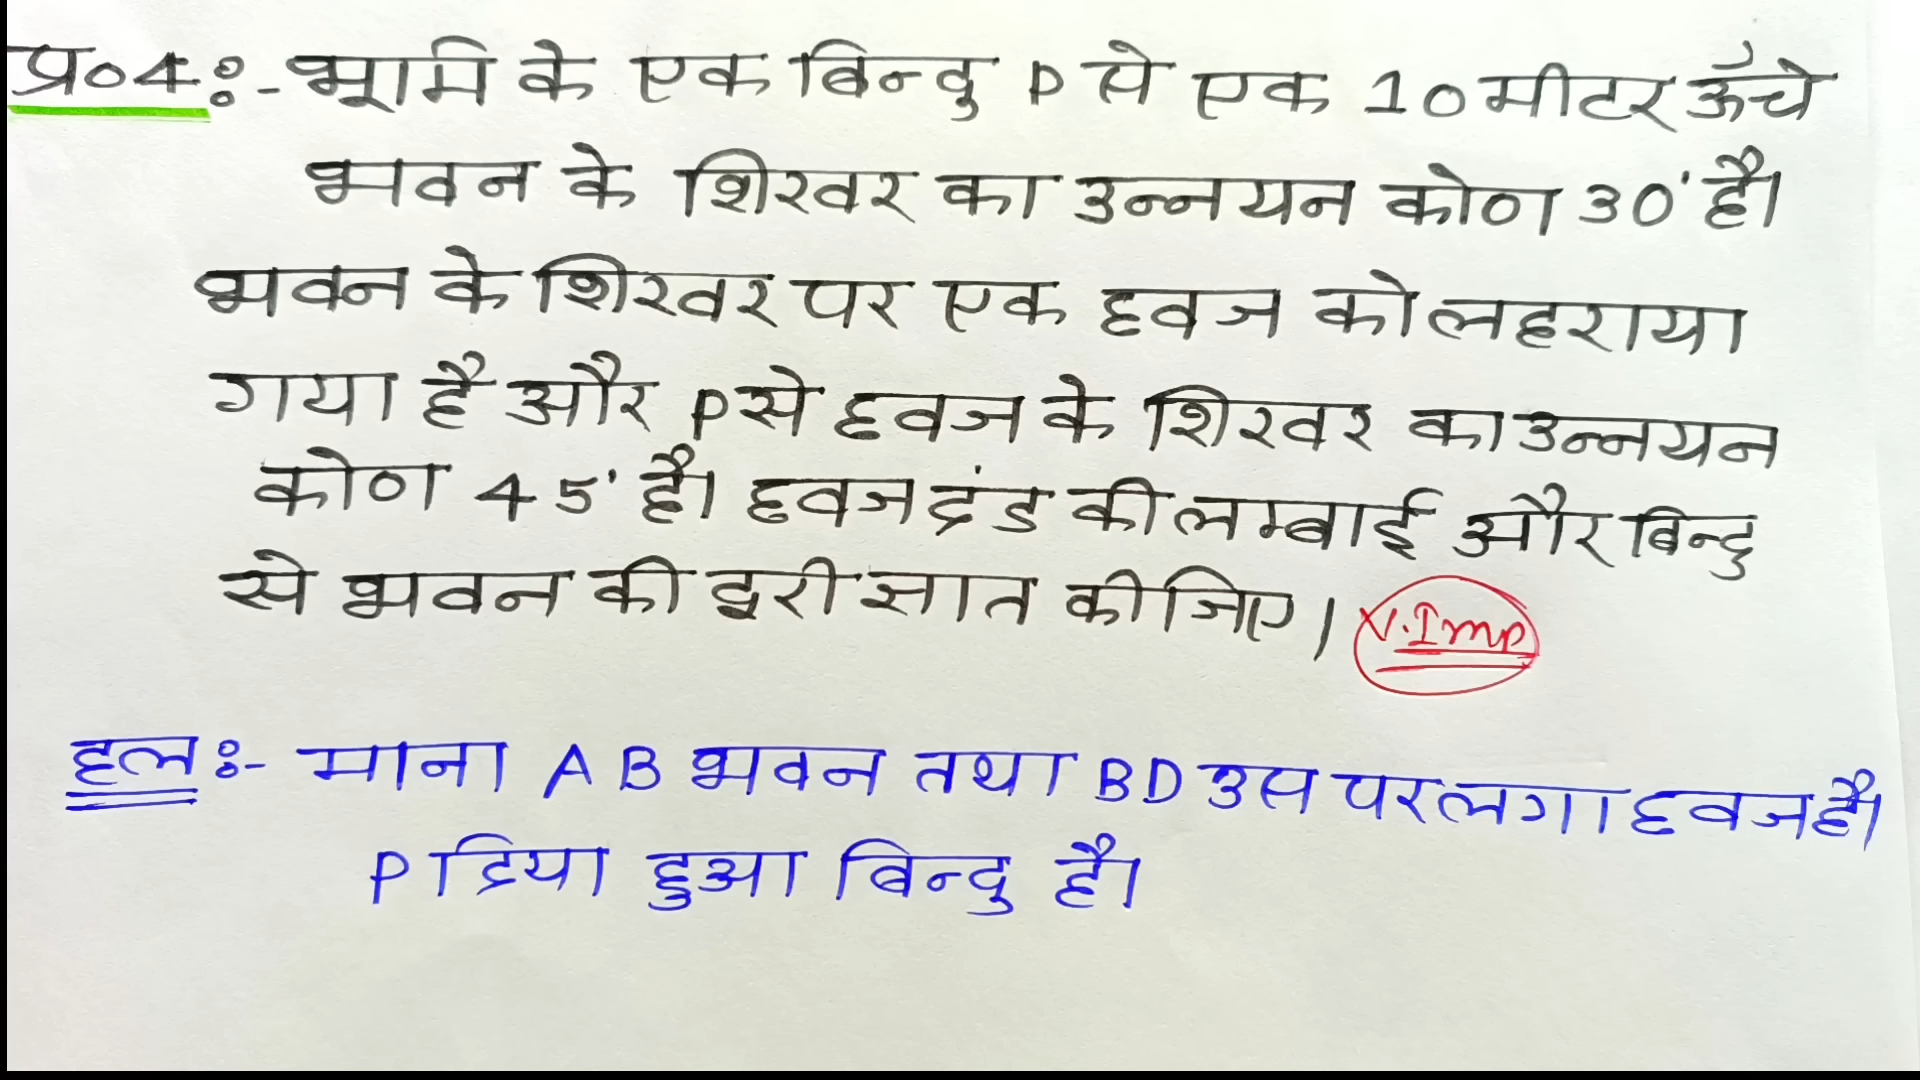 प्र०4:- भूमि के एक बिन्दु P से एक 10 मीटर ऊँचे
भवन के शिखर का उन्नयन कोण 30° है।
भवन के शिखर पर एक ध्वज को लहराया
गया है और P से ध्वज के शिखर का उन्नयन
कोण 45° है। ध्वजदंड की लम्बाई और बिन्दु
से भवन की दूरी ज्ञात कीजिए।
V.Imp
हल:- माना AB भवन तथा BD उस पर लगा ध्वज है।
P दिया हुआ बिन्दु है।